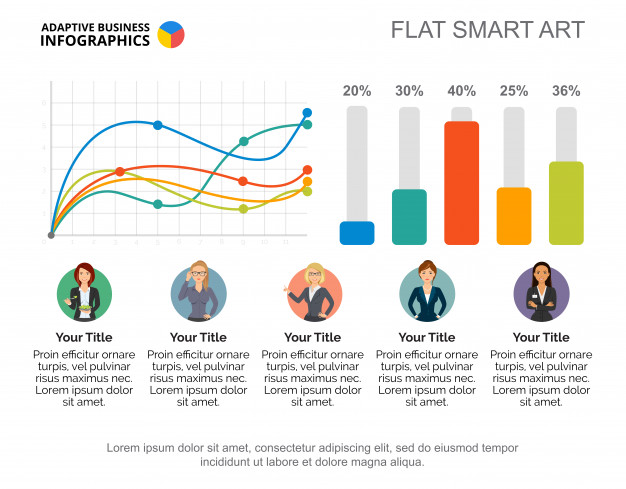 ADAPTIVE BUSINESS
INFOGRAPHICS
FLAT SMART ART
20% 30% 40% 25% 36%
Your Title
Proin efficitur ornare
turpis, vel pulvinar
risus maximus nec.
Lorem ipsum dolor
sit amet.
Your Title
Proin efficitur ornare
turpis, vel pulvinar
risus maximus nec.
Lorem ipsum dolor
sit amet.
Your Title
Proin efficitur ornare
turpis, vel pulvinar
risus maximus nec.
Lorem ipsum dolor
sit amet.
Your Title
Proin efficitur ornare
turpis, vel pulvinar
risus maximus nec.
Lorem ipsum dolor
sit amet.
Your Title
Proin efficitur ornare
turpis, vel pulvinar
risus maximus nec.
Lorem ipsum dolor
sit amet.
Lorem ipsum dolor sit amet, consectetur adipiscing elit, sed do eiusmod tempor
incididunt ut labore et dolore magna aliqua.